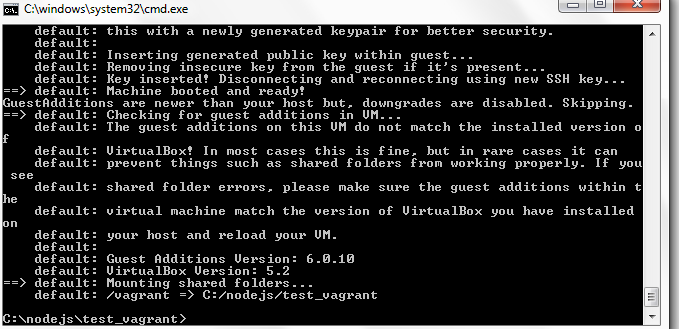 C:\windows\system32\cmd.exe
default: this with a newly generated keypair for better security.
default:
default: Inserting generated public key within guest...
default: Removing insecure key from the guest if it's present...
default: Key inserted! Disconnecting and reconnecting using new SSH key...
==> default: Machine booted and ready!
GuestAdditions are newer than your host but, downgrades are disabled. Skipping.
==> default: Checking for guest additions in VM...
default: The guest additions on this VM do not match the installed version o
f
default: VirtualBox! In most cases this is fine, but in rare cases it can
default: prevent things such as shared folders from working properly. If you
see
default: shared folder errors, please make sure the guest additions within t
he
default: virtual machine match the version of VirtualBox you have installed
on
default: your host and reload your VM.
default:
default: Guest Additions Version: 6.0.10
default: VirtualBox Version: 5.2
==> default: Mounting shared folders...
default: /vagrant => C:/nodejs/test_vagrant
C:\nodejs\test_vagrant>